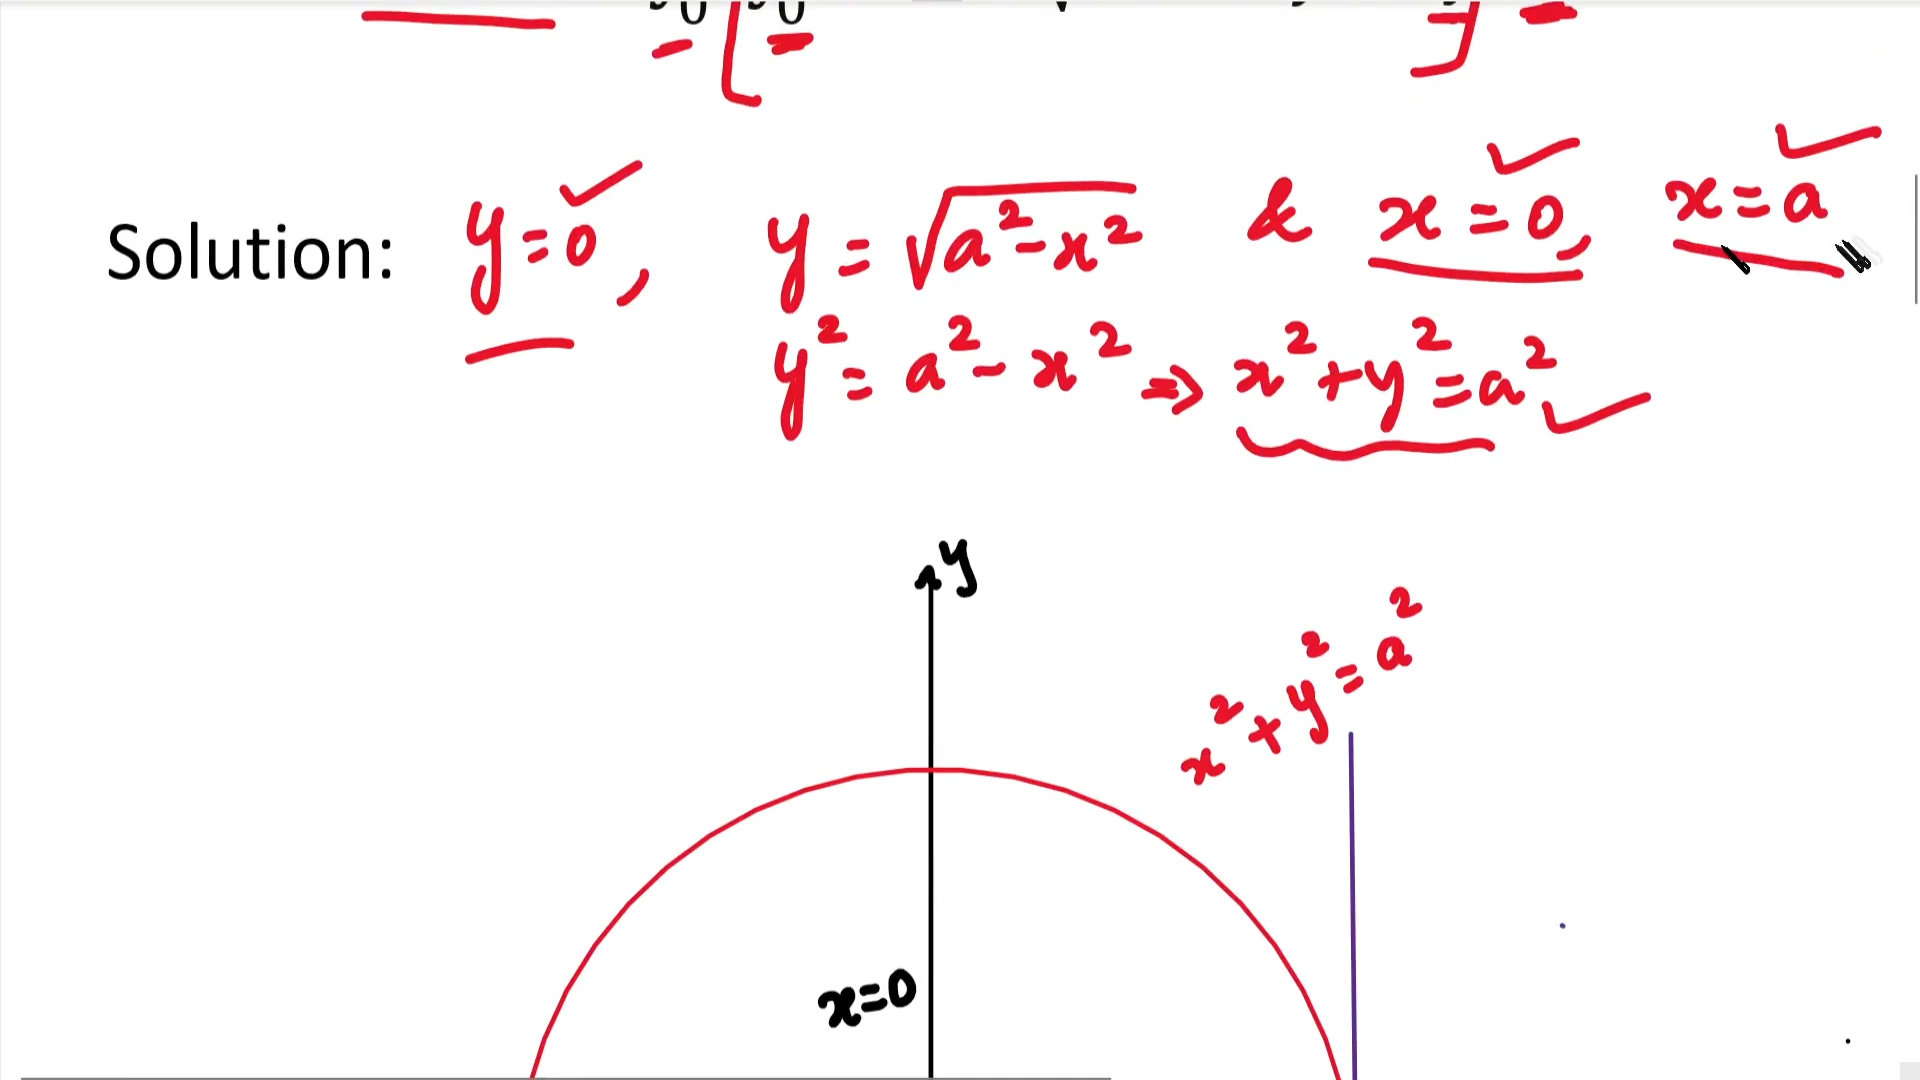 Solution: y=0, y = √(a²-x²) & x=0, x=a
y² = a² - x² ⇒ x²+y²=a²
y
x²+y²=a²
x=0